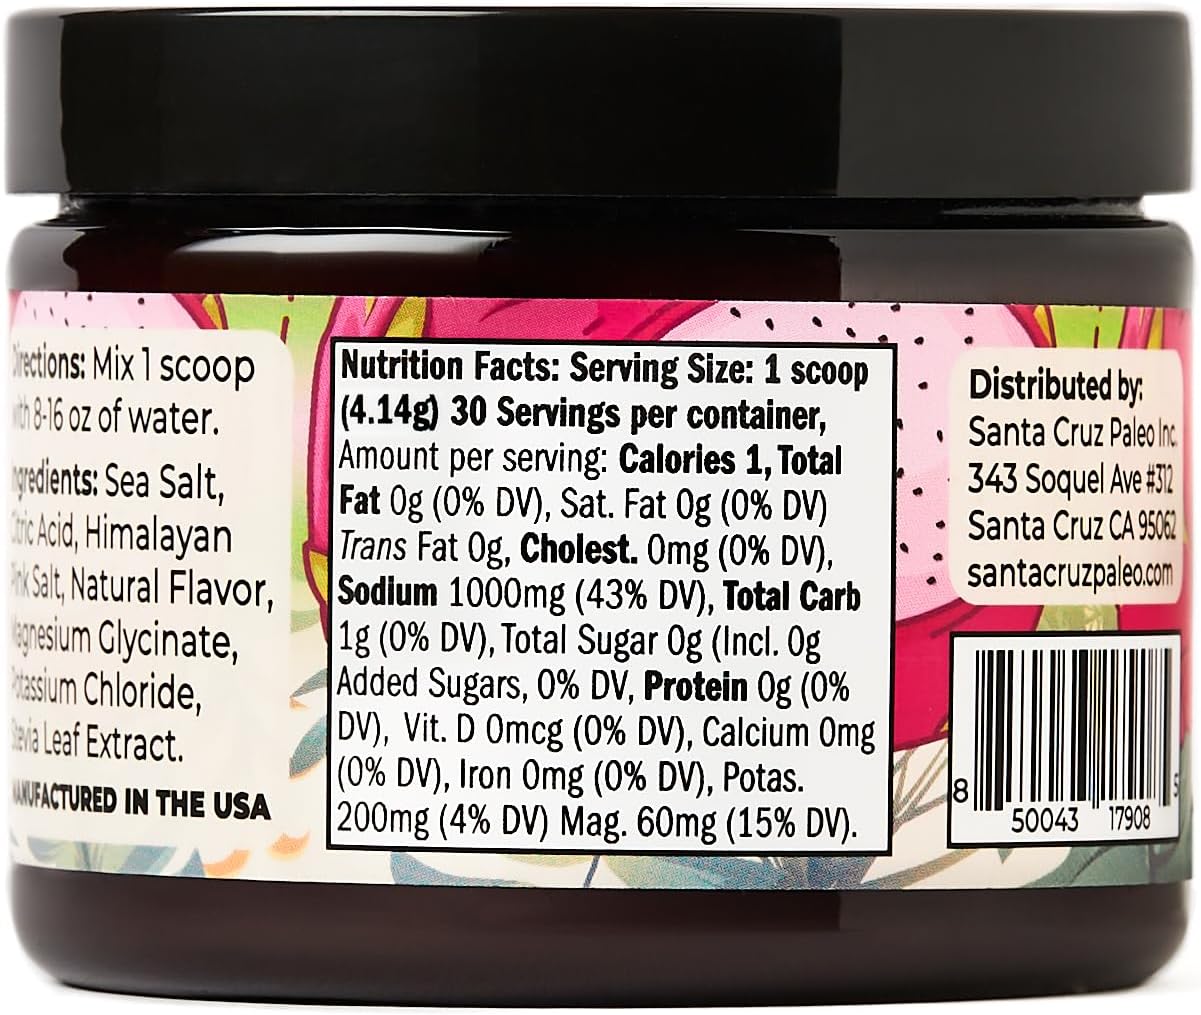 Directions: Mix 1 scoop
with 8-16 oz of water.
Ingredients: Sea Salt,
Citric Acid, Himalayan
Pink Salt, Natural Flavor,
Magnesium Glycinate,
Potassium Chloride,
Stevia Leaf Extract.
MANUFACTURED IN THE USA
Nutrition Facts: Serving Size: 1 scoop
(4.14g) 30 Servings per container,
Amount per serving: Calories 1, Total
Fat 0g (0% DV), Sat. Fat 0g (0% DV)
Trans Fat 0g, Cholest. 0mg (0% DV),
Sodium 1000mg (43% DV), Total Carb
1g (0% DV), Total Sugar 0g (Incl. 0g
Added Sugars, 0% DV, Protein 0g (0%
DV), Vit. D 0mcg (0% DV), Calcium 0mg
(0% DV), Iron 0mg (0% DV), Potas.
200mg (4% DV) Mag. 60mg (15% DV).
Distributed by:
Santa Cruz Paleo Inc.
343 Soquel Ave #312
Santa Cruz CA 95062
santacruzpaleo.com
8 50043 17908 5